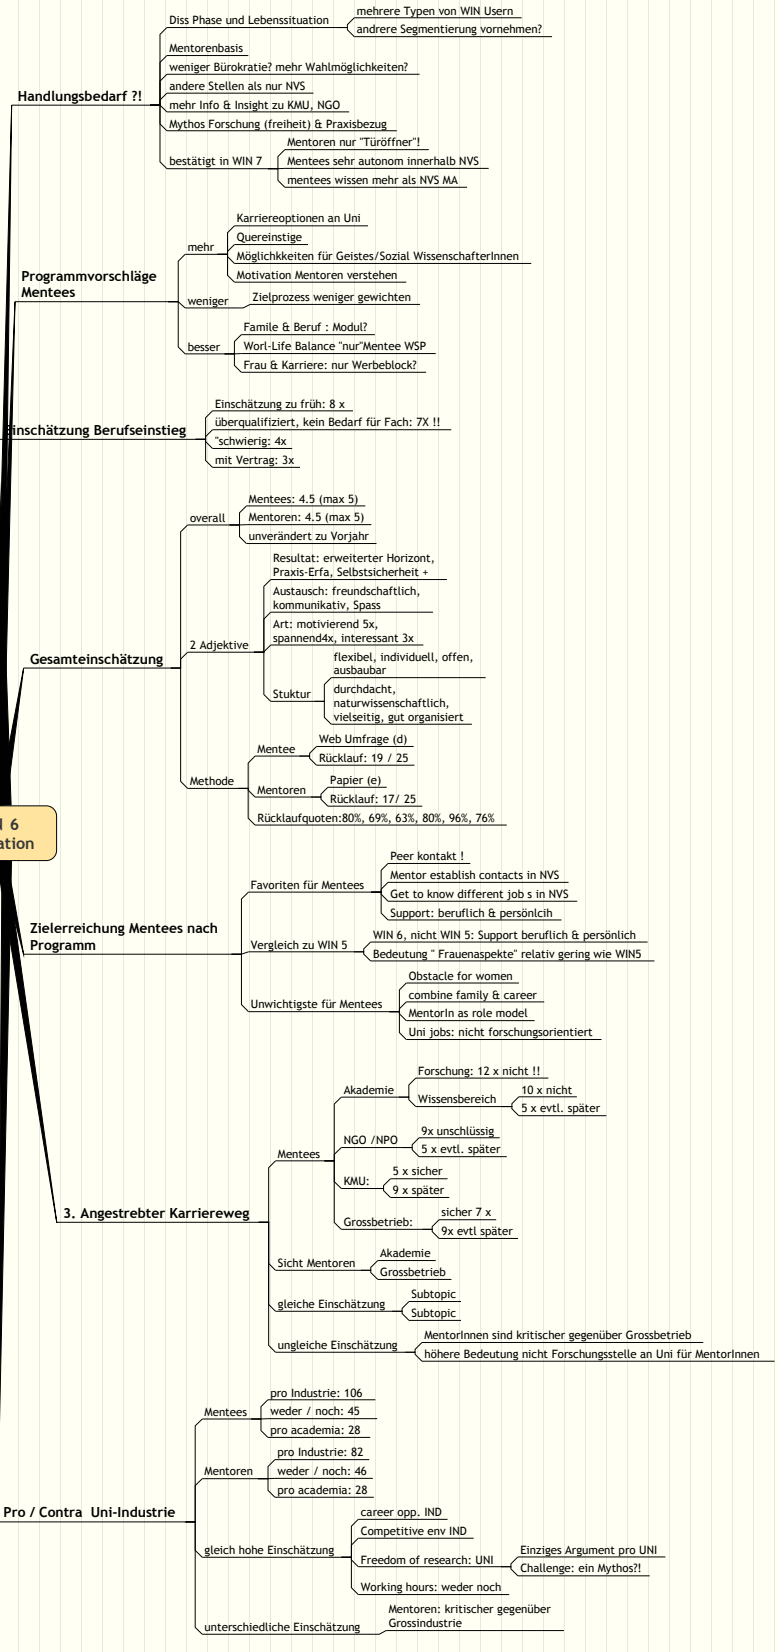 Handlungsbedarf ?!
Diss Phase und Lebenssituation
mehrere Typen von WIN Usern
andrere Segmentierung vornehmen?
Mentorenbasis
weniger Bürokratie? mehr Wahlmöglichkeiten?
andere Stellen als nur NVS
mehr Info & Insight zu KMU, NGO
Mythos Forschung (freiheit) & Praxisbezug
bestätigt in WIN 7
Mentoren nur "Türöffner"!
Mentees sehr autonom innerhalb NVS
mentees wissen mehr als NVS MA
Programmvorschläge
Mentees
mehr
Karriereoptionen an Uni
Quereinstige
Möglichkkeiten für Geistes/Sozial WissenschafterInnen
Motivation Mentoren verstehen
weniger
Zielprozess weniger gewichten
besser
Famile & Beruf : Modul?
Worl-Life Balance "nur"Mentee WSP
Frau & Karriere: nur Werbeblock?
Einschätzung Berufseinstieg
Einschätzung zu früh: 8 x
überqualifiziert, kein Bedarf für Fach: 7X !!
"schwierig: 4x
mit Vertrag: 3x
Gesamteinschätzung
overall
Mentees: 4.5 (max 5)
Mentoren: 4.5 (max 5)
unverändert zu Vorjahr
2 Adjektive
Resultat: erweiterter Horizont,
Praxis-Erfa, Selbstsicherheit +
Austausch: freundschaftlich,
kommunikativ, Spass
Art: motivierend 5x,
spannend4x, interessant 3x
Stuktur
flexibel, individuell, offen,
ausbaubar
durchdacht,
naturwissenschaftlich,
vielseitig, gut organisiert
Methode
Mentee
Web Umfrage (d)
Rücklauf: 19 / 25
Mentoren
Papier (e)
Rücklauf: 17/ 25
Rücklaufquoten:80%, 69%, 63%, 80%, 96%, 76%
6
ation
Zielerreichung Mentees nach
Programm
Favoriten für Mentees
Peer kontakt !
Mentor establish contacts in NVS
Get to know different job s in NVS
Support: beruflich & persönlcih
Vergleich zu WIN 5
WIN 6, nicht WIN 5: Support beruflich & persönlich
Bedeutung " Frauenaspekte" relativ gering wie WIN5
Unwichtigste für Mentees
Obstacle for women
combine family & career
MentorIn as role model
Uni jobs: nicht forschungsorientiert
3. Angestrebter Karriereweg
Mentees
Akademie
Forschung: 12 x nicht !!
Wissensbereich
10 x nicht
5 x evtl. später
NGO /NPO
9x unschlüssig
5 x evtl. später
KMU:
5 x sicher
9 x später
Grossbetrieb:
sicher 7 x
9x evtl später
Sicht Mentoren
Akademie
Grossbetrieb
gleiche Einschätzung
Subtopic
Subtopic
ungleiche Einschätzung
MentorInnen sind kritischer gegenüber Grossbetrieb
höhere Bedeutung nicht Forschungsstelle an Uni für MentorInnen
Pro / Contra  Uni-Industrie
Mentees
pro Industrie: 106
weder / noch: 45
pro academia: 28
Mentoren
pro Industrie: 82
weder / noch: 46
pro academia: 28
gleich hohe Einschätzung
career opp. IND
Competitive env IND
Freedom of research: UNI
Einziges Argument pro UNI
Challenge: ein Mythos?!
Working hours: weder noch
unterschiedliche Einschätzung
Mentoren: kritischer gegenüber
Grossindustrie